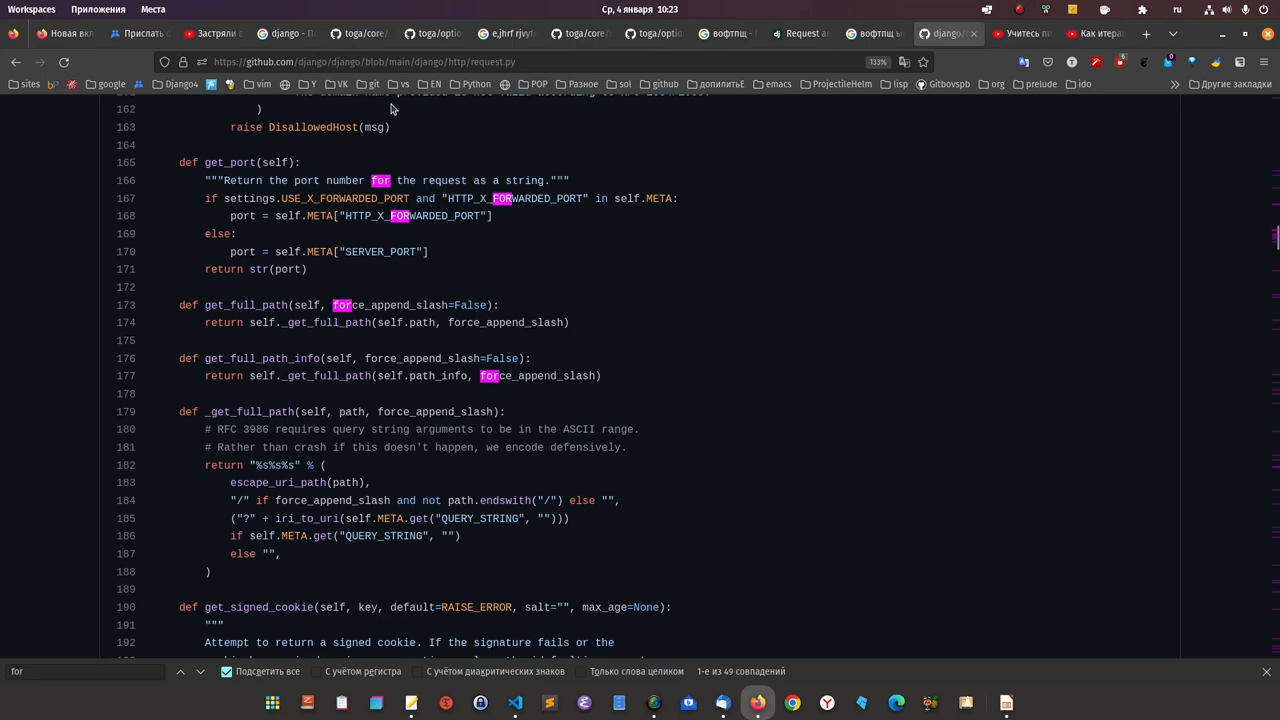 Workspaces Приложения Места Ср, 4 января 10:23 ru
Новая вкл Прислать с Застряли в django - П toga/core/ toga/option e,jhrf rjvyf toga/core/ toga/option вофтпщ - Request an вофтпщ ы django/ Учитесь пи Как итера
https://github.com/django/django/blob/main/django/http/request.py 133%
sites google Django4 vim Y VK git vs EN Python POP Разное sol github допилитьЕ Gitbovspb lisp org prelude ido Другие закладки
162 )
163 raise DisallowedHost(msg)
164
165 def get_port(self):
166 """Return the port number for the request as a string."""
167 if settings.USE_X_FORWARDED_PORT and "HTTP_X_FORWARDED_PORT" in self.META:
168 port = self.META["HTTP_X_FORWARDED_PORT"]
169 else:
170 port = self.META["SERVER_PORT"]
171 return str(port)
172
173 def get_full_path(self, force_append_slash=False):
174 return self._get_full_path(self.path, force_append_slash)
175
176 def get_full_path_info(self, force_append_slash=False):
177 return self._get_full_path(self.path_info, force_append_slash)
178
179 def _get_full_path(self, path, force_append_slash):
180 # RFC 3986 requires query string arguments to be in the ASCII range.
181 # Rather than crash if this doesn't happen, we encode defensively.
182 return "%s%s%s" % (
183 escape_uri_path(path),
184 "/" if force_append_slash and not path.endswith("/") else "",
185 ("?" + iri_to_uri(self.META.get("QUERY_STRING", "")))
186 if self.META.get("QUERY_STRING", "")
187 else "",
188 )
189
190 def get_signed_cookie(self, key, default=RAISE_ERROR, salt="", max_age=None):
191 """
192 Attempt to return a signed cookie. If the signature fails or the
for Подсветить все С учётом регистра С учётом диакритических знаков Только слова целиком 1-е из 49 совпадений